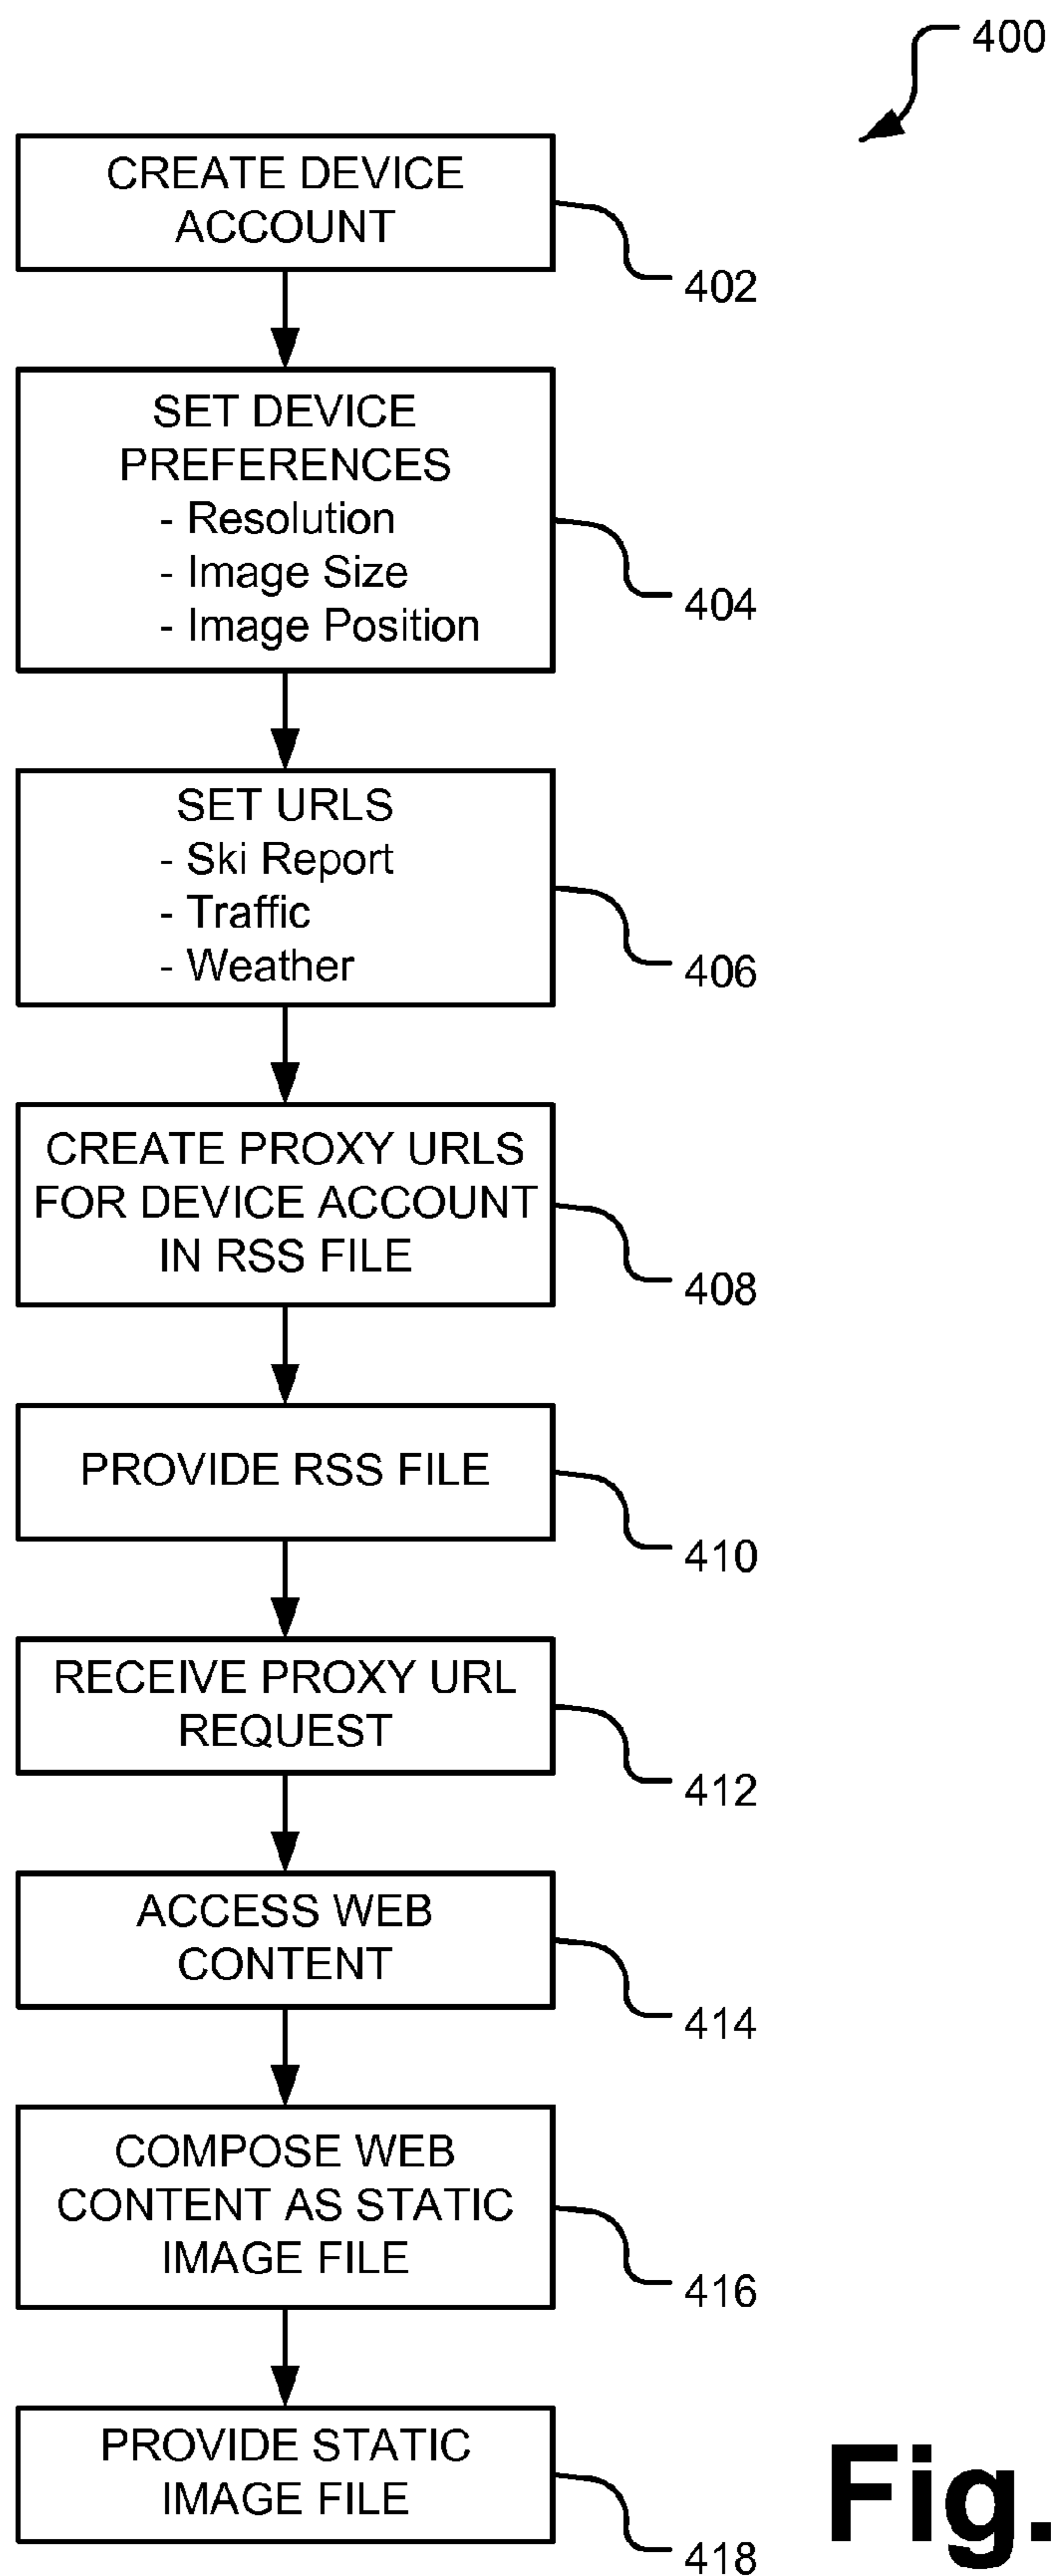 400
CREATE DEVICE
ACCOUNT
402
SET DEVICE
PREFERENCES
- Resolution
- Image Size
- Image Position
404
SET URLS
- Ski Report
- Traffic
- Weather
406
CREATE PROXY URLS
FOR DEVICE ACCOUNT
IN RSS FILE
408
PROVIDE RSS FILE
410
RECEIVE PROXY URL
REQUEST
412
ACCESS WEB
CONTENT
414
COMPOSE WEB
CONTENT AS STATIC
IMAGE FILE
416
PROVIDE STATIC
IMAGE FILE
418
Fig.